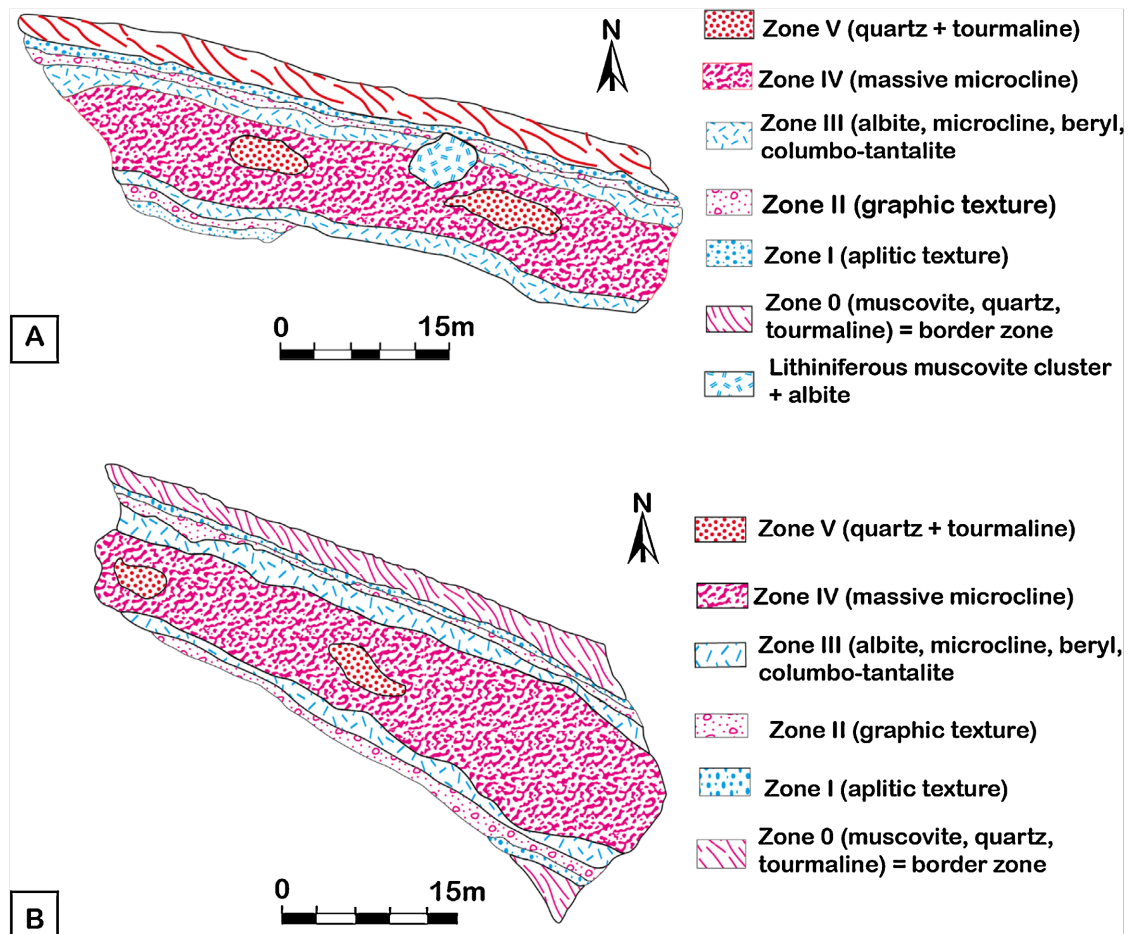 N
Zone V (quartz + tourmaline)
Zone IV (massive microcline)
Zone III (albite, microcline, beryl,
columbo-tantalite
Zone II (graphic texture)
Zone I (aplitic texture)
Zone 0 (muscovite, quartz,
tourmaline) = border zone
Lithiniferous muscovite cluster
+ albite
0 15m
A
N
Zone V (quartz + tourmaline)
Zone IV (massive microcline)
Zone III (albite, microcline, beryl,
columbo-tantalite
Zone II (graphic texture)
Zone I (aplitic texture)
Zone 0 (muscovite, quartz,
tourmaline) = border zone
0 15m
B